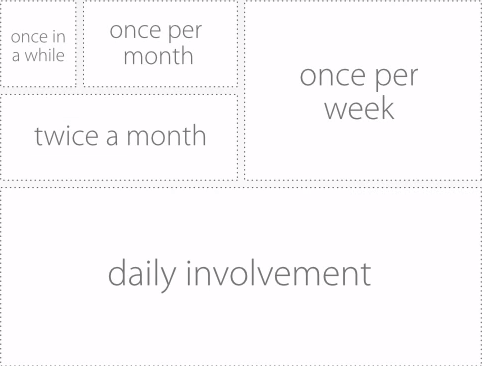 once in
a while
once per
month
once per
week
twice a month
daily involvement